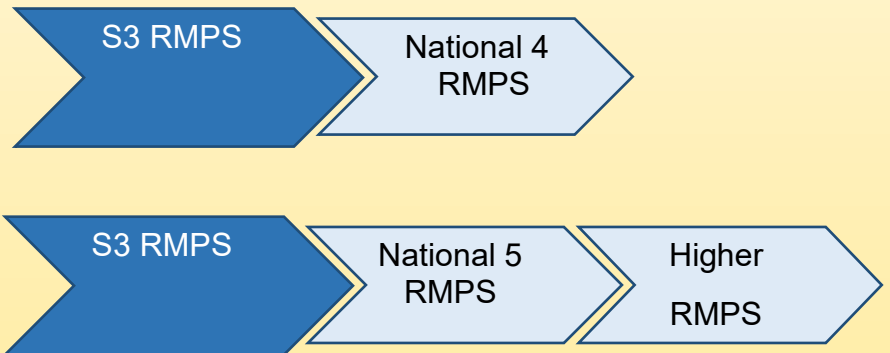 S3 RMPS
National 4
RMPS
S3 RMPS
National 5
RMPS
Higher
RMPS